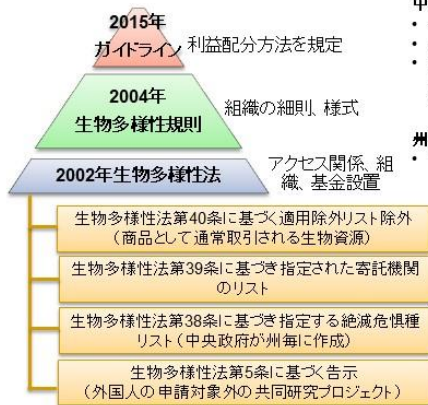 2015年
ガイドライン
利益配分方法を規定
2004年
生物多様性規則
組織の細則、様式
2002年生物多様性法
アクセス関係、組
織、基金設置
生物多様性法第40条に基づく適用除外リスト除外
（商品として通常取引される生物資源）
生物多様性法第39条に基づき指定された寄託機関
のリスト
生物多様性法第38条に基づき指定する絶滅危惧種
リスト（中央政府が州毎に作成）
生物多様性法第5条に基づく告示
（外国人の申請対象外の共同研究プロジェクト）
州